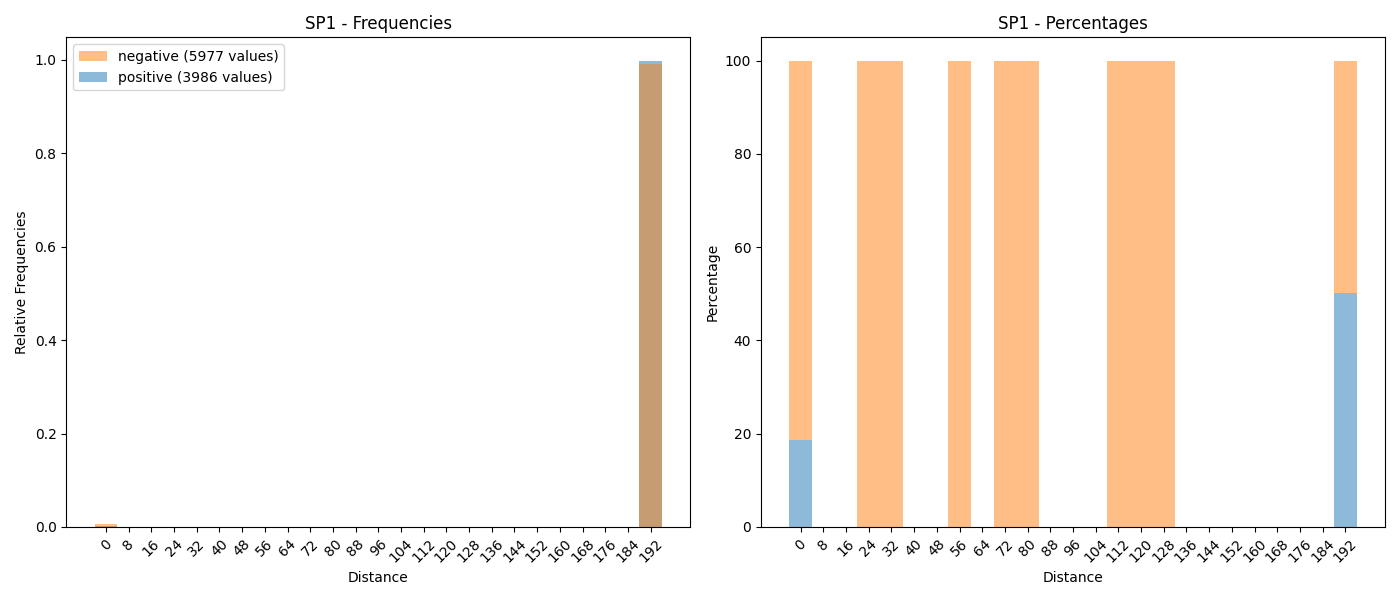 SP1 - Frequencies
negative (5977 values)
positive (3986 values)
Relative Frequencies
1.0
0.8
0.6
0.4
0.2
0.0
0 8 16 24 32 40 48 56 64 72 80 88 96 104 112 120 128 136 144 152 160 168 176 184 192
Distance
SP1 - Percentages
Percentage
100
80
60
40
20
0
0 8 16 24 32 40 48 56 64 72 80 88 96 104 112 120 128 136 144 152 160 168 176 184 192
Distance